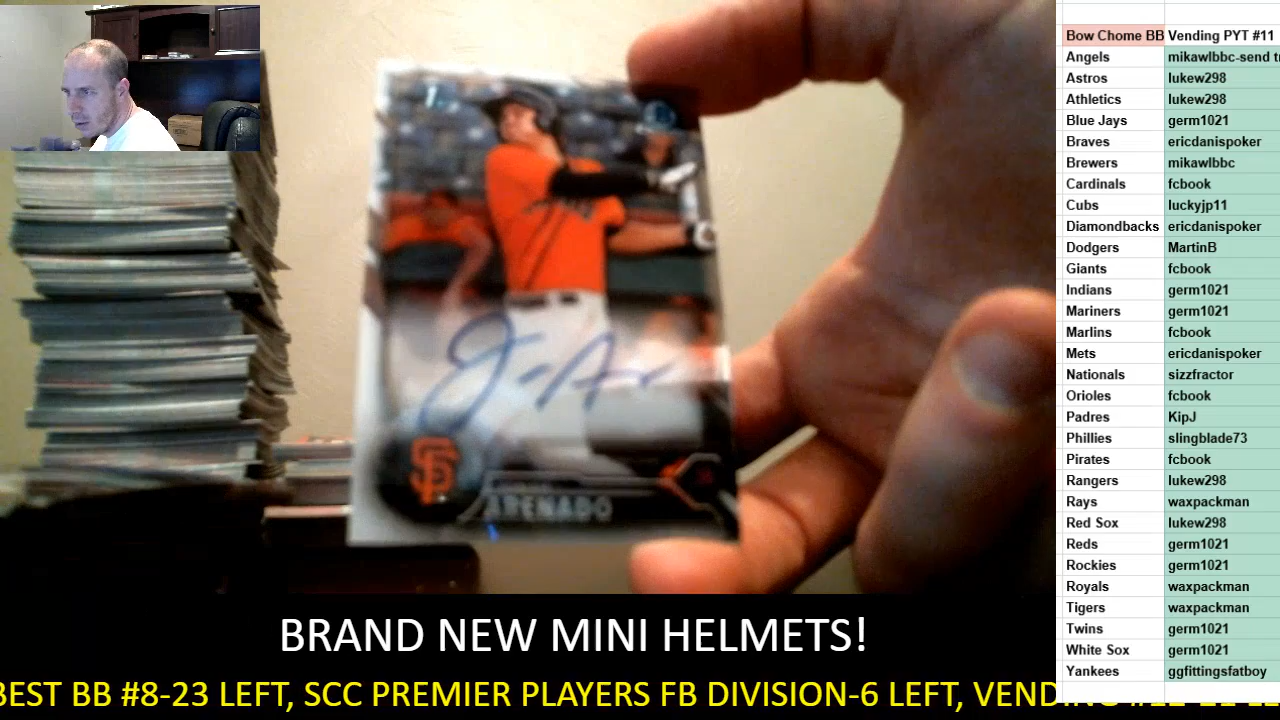 SF
ARENADO
BRAND NEW MINI HELMETS!
BEST BB #8-23 LEFT, SCC PREMIER PLAYERS FB DIVISION-6 LEFT, VENDING #12-21
Bow Chome BB Vending PYT #11
Angels mikawlbbc-send
Astros lukew298
Athletics lukew298
Blue Jays germ1021
Braves ericdanispoker
Brewers mikawlbbc
Cardinals fcbook
Cubs luckyjp11
Diamondbacks ericdanispoker
Dodgers MartinB
Giants fcbook
Indians germ1021
Mariners germ1021
Marlins fcbook
Mets ericdanispoker
Nationals sizzfractor
Orioles fcbook
Padres KipJ
Phillies slingblade73
Pirates fcbook
Rangers lukew298
Rays waxpackman
Red Sox lukew298
Reds germ1021
Rockies germ1021
Royals waxpackman
Tigers waxpackman
Twins germ1021
White Sox germ1021
Yankees ggfittingsfatboy